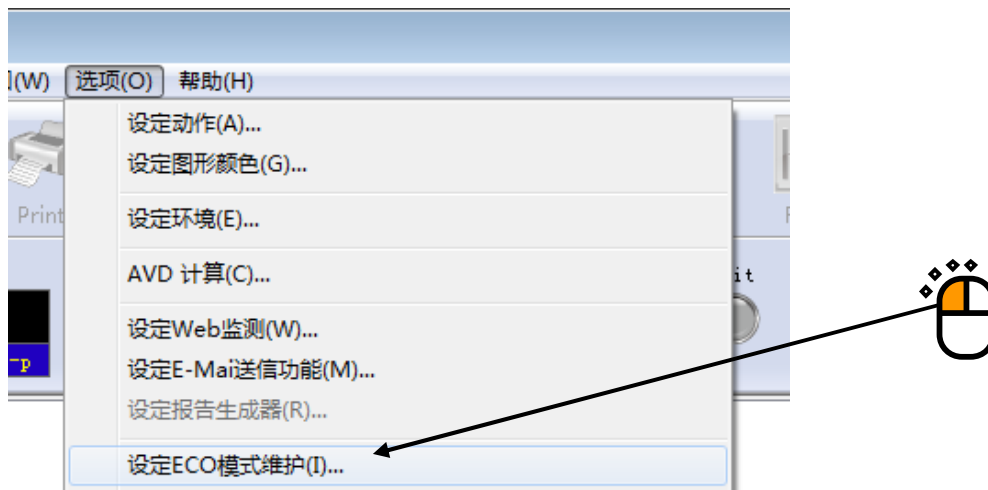 (W) 选项(O) 帮助(H)
设定动作(A)...
设定图形颜色(G)...
Print
设定环境(E)...
AVD 计算(C)...
it
设定Web监测(W)...
-p
设定E-Mai送信功能(M)...
设定报告生成器(R)...
设定ECO模式维护(I)...